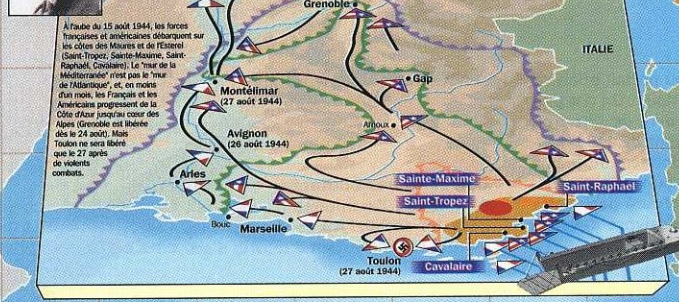 Grenoble
À l'aube du 15 août 1944, les forces
françaises et américaines débarquent sur
les côtes des Maures et de l'Esterel
(Saint-Tropez, Sainte-Maxime, Saint-
Raphaël, Cavalaire). Le "mur de la
Méditerranée" n'est pas le "mur
de l'Atlantique", et, en moins
d'un mois, les Français et les
Américains progressent de la
Côte d'Azur jusqu'au cœur des
Alpes (Grenoble est libérée
dès le 24 août). Mais
Toulon ne sera libéré
que le 27 après
de violents
combats.
ITALIE
Gap
Montélimar
(27 août 1944)
Avignon
(26 août 1944)
Arles
Sainte-Maxime
Saint-Raphaël
Saint-Tropez
Bouc
Marseille
Toulon
(27 août 1944)
Cavalaire